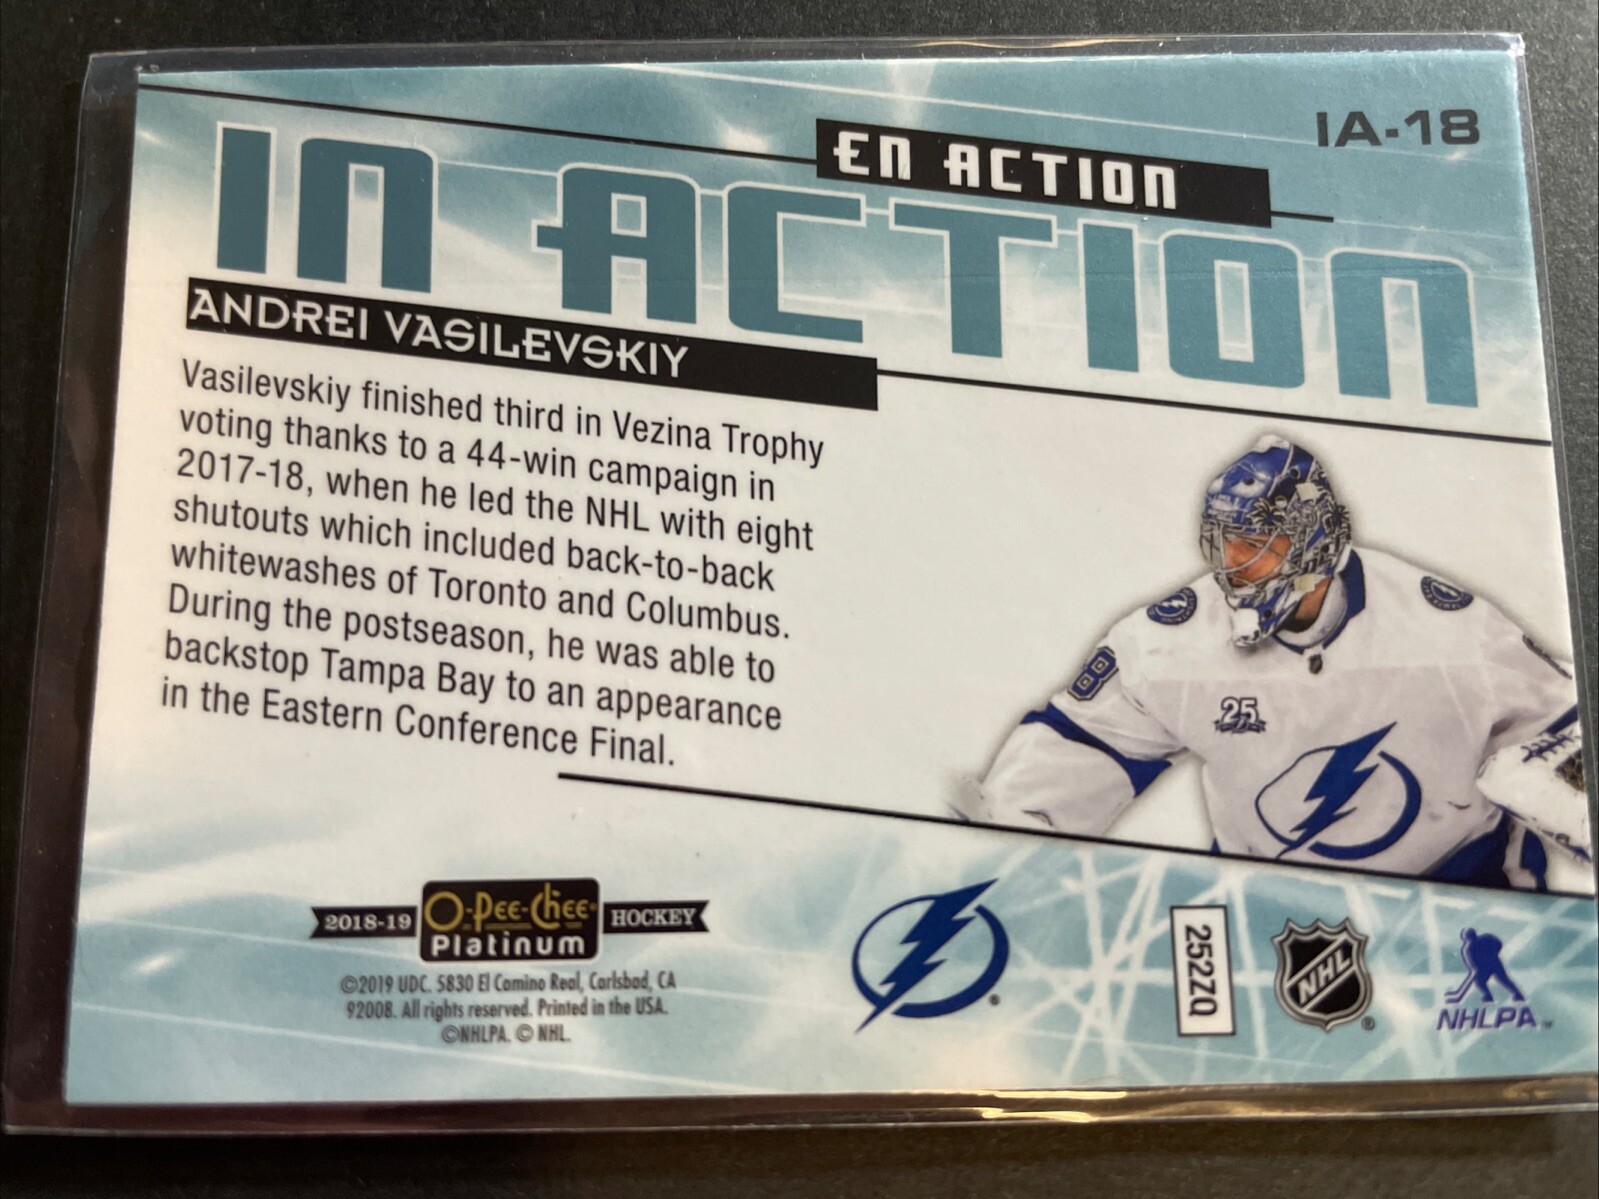 IA-18
EN ACTION
IN ACTION
ANDREI VASILEVSKIY
Vasilevskiy finished third in Vezina Trophy
voting thanks to a 44-win campaign in
2017-18, when he led the NHL with eight
shutouts which included back-to-back
whitewashes of Toronto and Columbus.
During the postseason, he was able to
backstop Tampa Bay to an appearance
in the Eastern Conference Final.
8
25
2018-19 O-Pee-Chee HOCKEY
Platinum
©2019 UDC. 5830 El Camino Real, Carlsbad, CA
92008. All rights reserved. Printed in the USA.
©NHLPA. © NHL.
®
252ZQ
NHL ®
NHLPA™